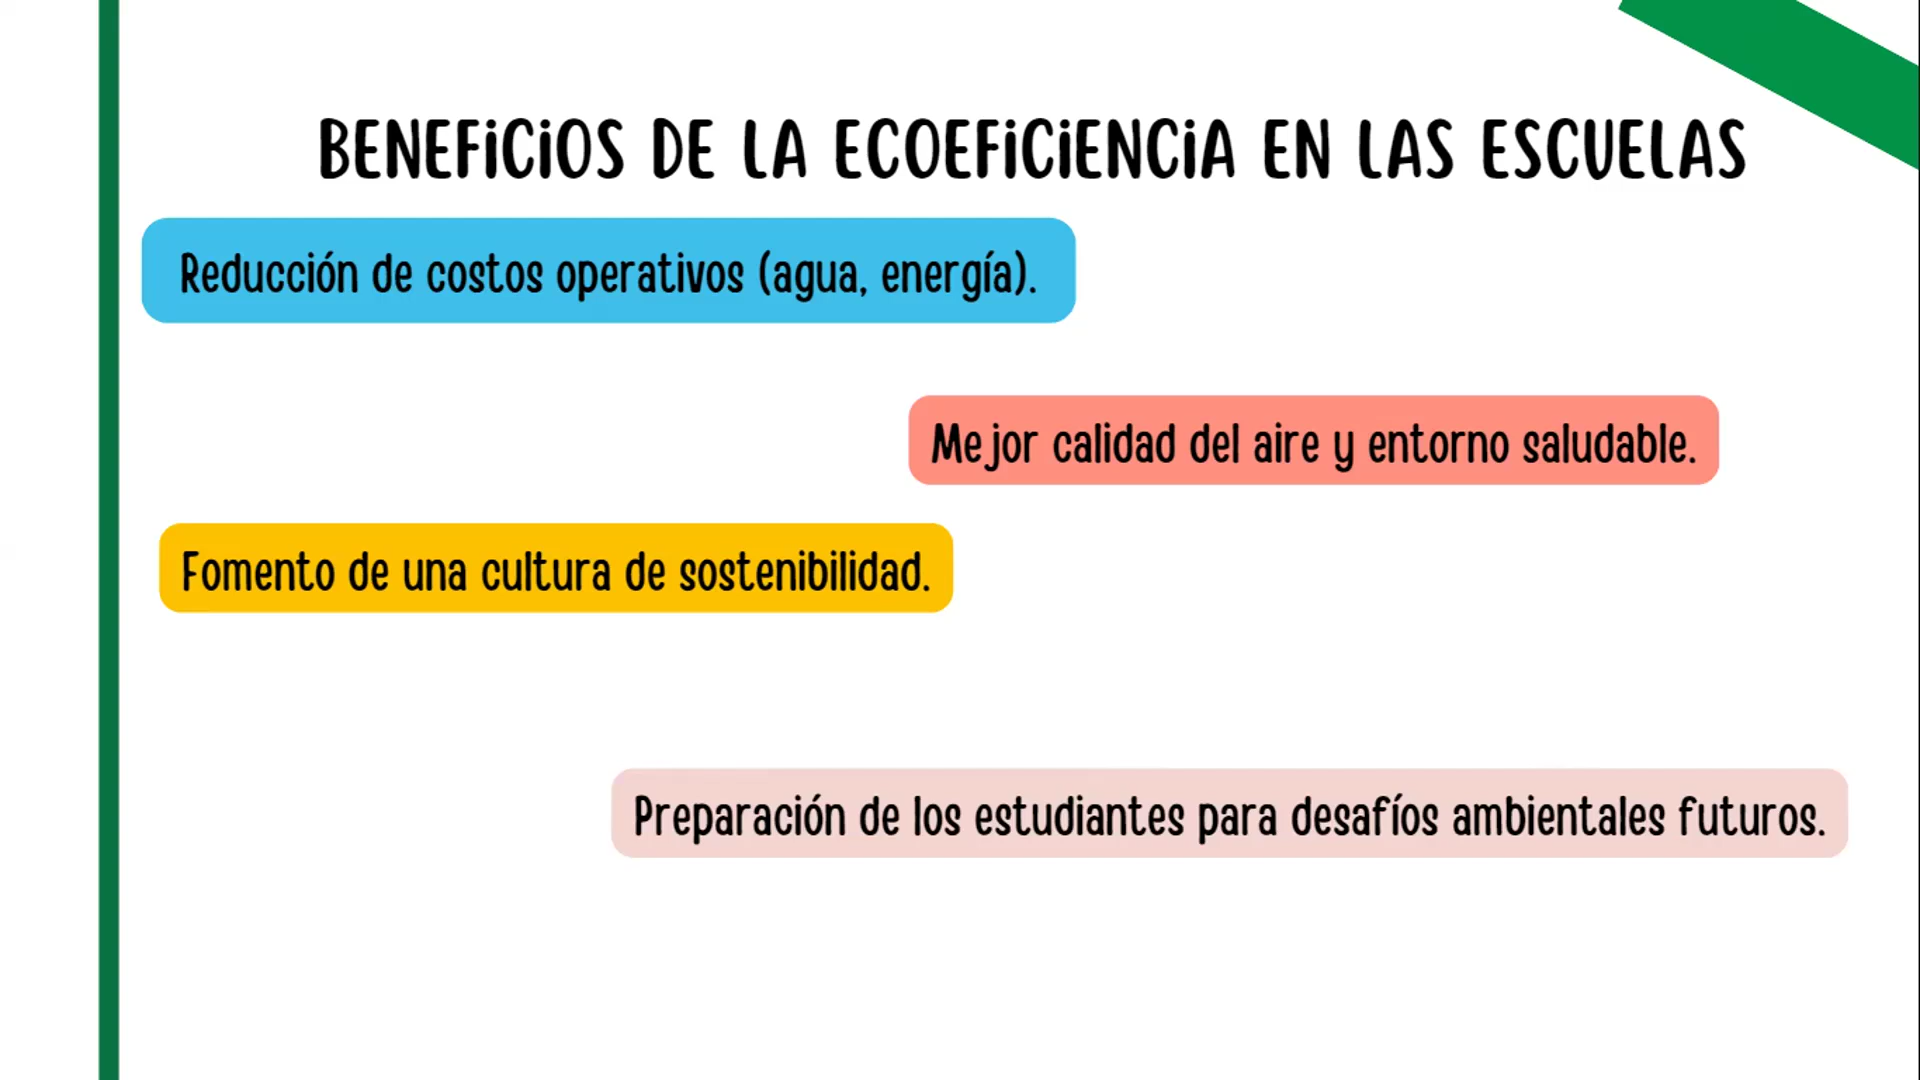 BENEFiCiOS DE LA ECOEFiCiENCiA EN LAS ESCUELAS
Reducción de costos operativos (agua, energía).
Mejor calidad del aire y entorno saludable.
Fomento de una cultura de sostenibilidad.
Preparación de los estudiantes para desafíos ambientales futuros.